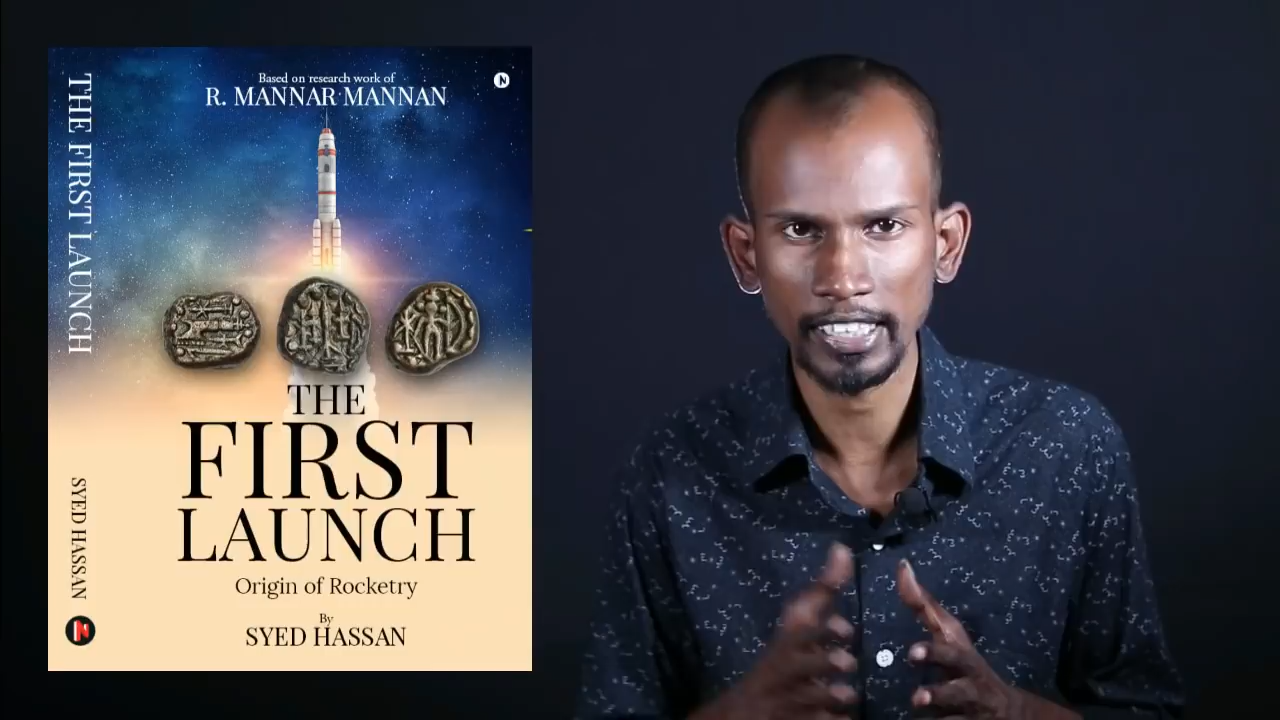 THE FIRST LAUNCH
SYED HASSAN
Based on research work of
R. MANNAR MANNAN
N
THE
FIRST
LAUNCH
Origin of Rocketry
By
SYED HASSAN
N